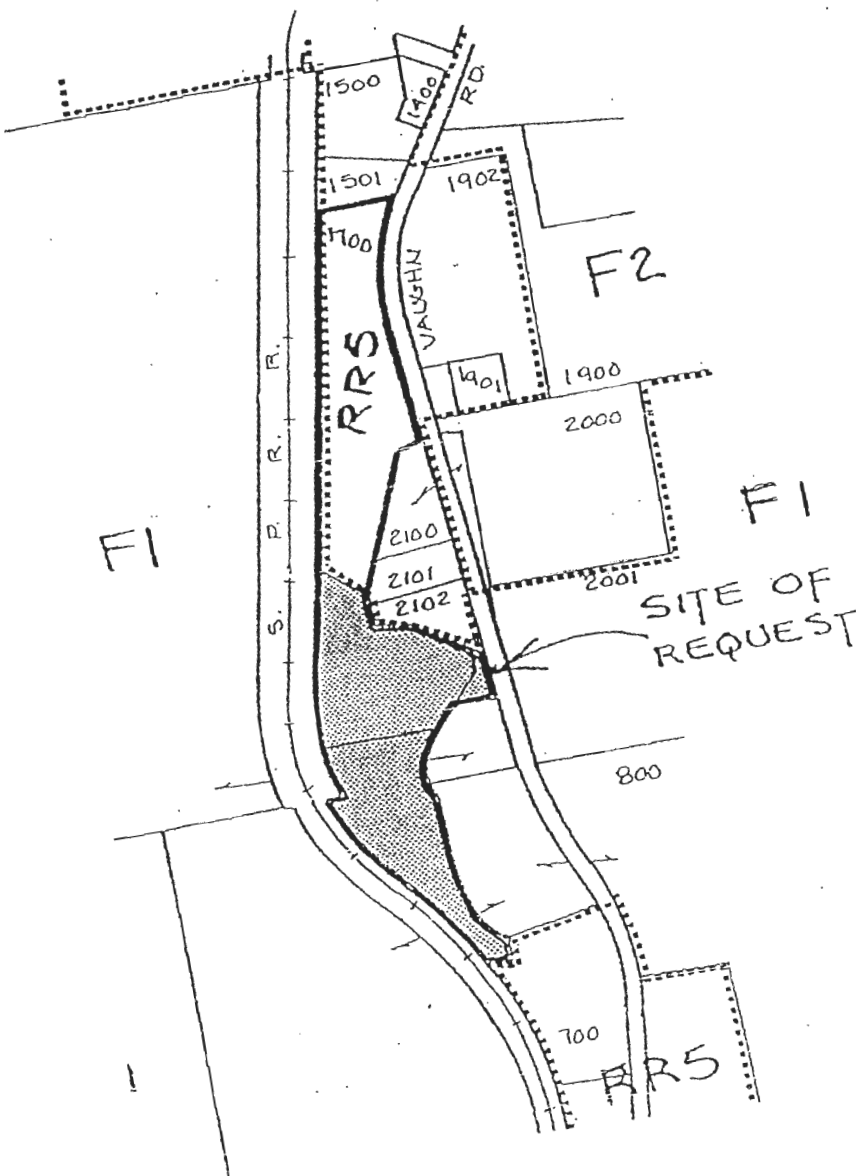 1500
1400
RD.
1501
1902
1700
VAUGHN
F2
RR5
1901
1900
2000
S. P. R. R.
F1
F1
2100
2101
2102
2001
SITE OF
REQUEST
800
700
RR5